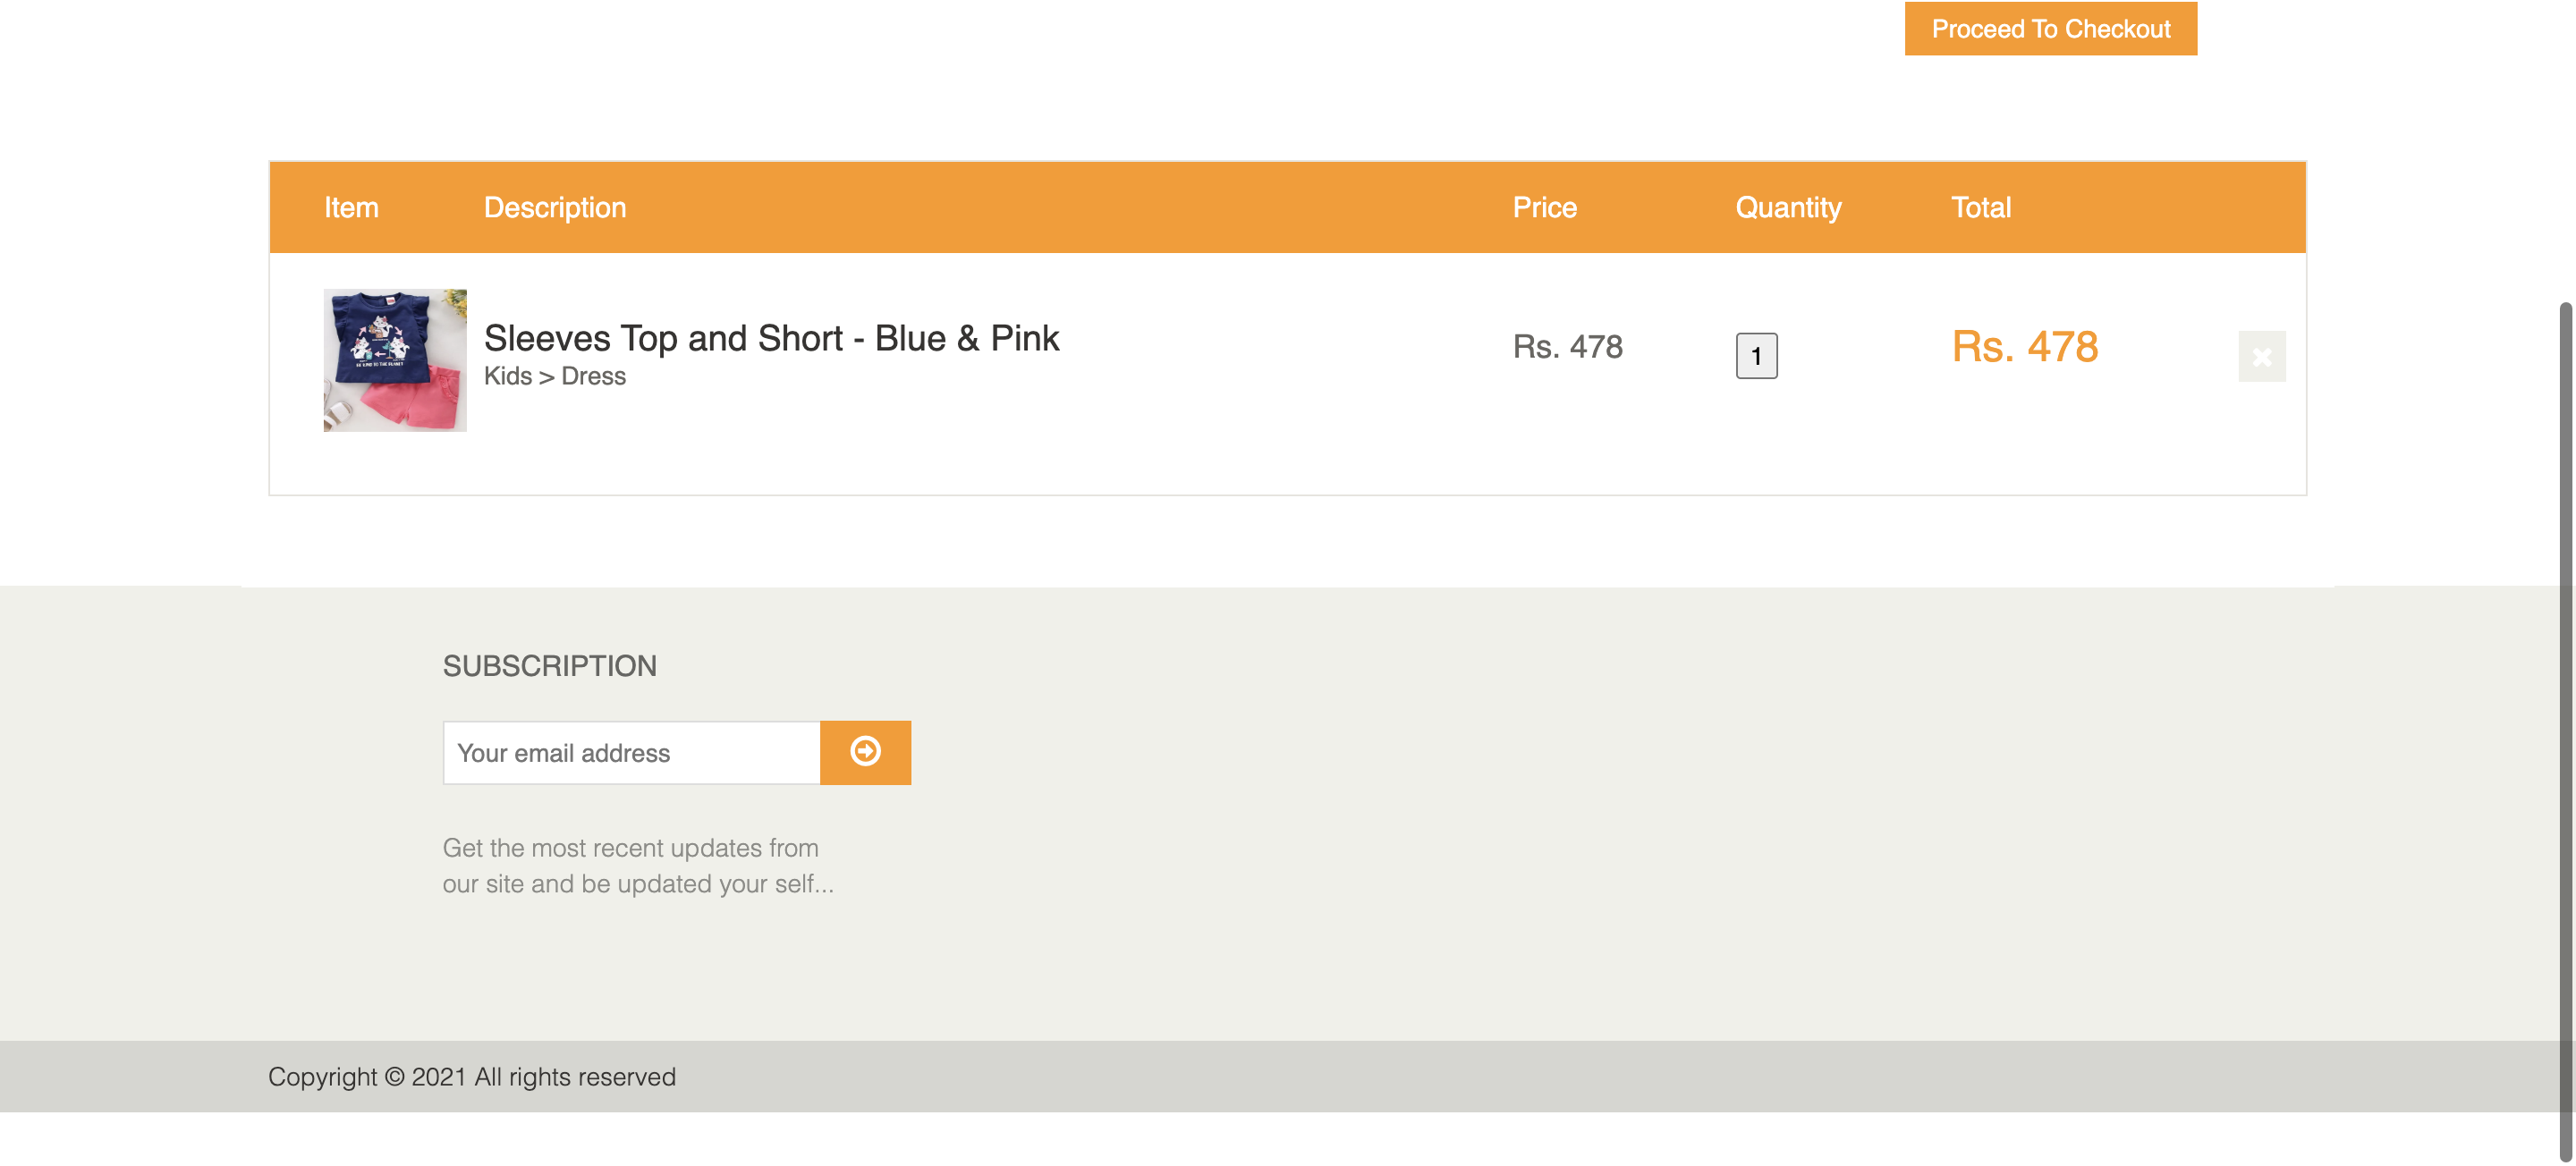 Proceed To Checkout
Item Description Price Quantity Total
Sleeves Top and Short - Blue & Pink
Kids > Dress
Rs. 478
1
Rs. 478
SUBSCRIPTION
Your email address
Get the most recent updates from
our site and be updated your self...
Copyright © 2021 All rights reserved